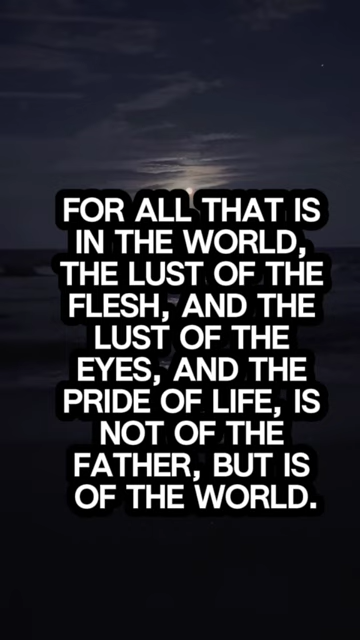 FOR ALL THAT IS
IN THE WORLD,
THE LUST OF THE
FLESH, AND THE
LUST OF THE
EYES, AND THE
PRIDE OF LIFE, IS
NOT OF THE
FATHER, BUT IS
OF THE WORLD.